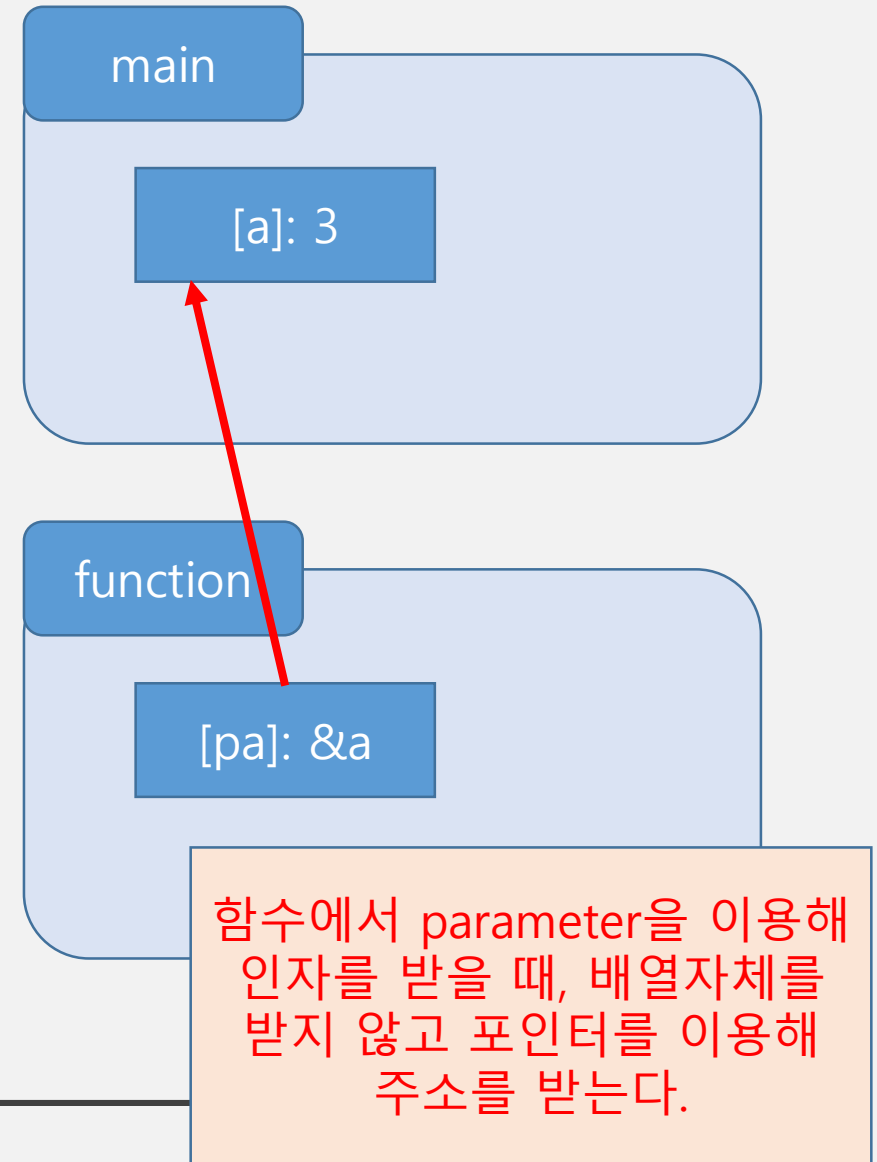 main
[a]: 3
function
[pa]: &a
함수에서 parameter을 이용해
인자를 받을 때, 배열자체를
받지 않고 포인터를 이용해
주소를 받는다.